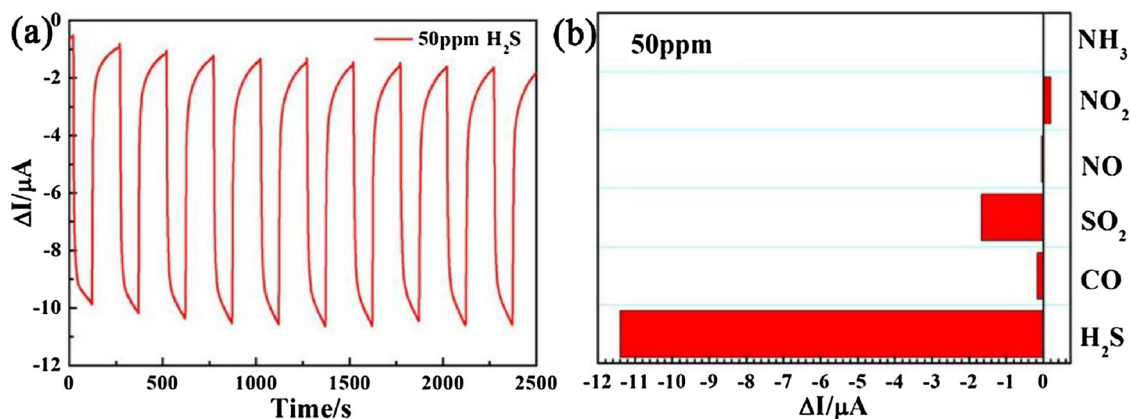 (a)
50ppm H₂S
0
-2
-4
-6
-8
-10
-12
ΔI/μA
0 500 1000 1500 2000 2500
Time/s
(b)
50ppm
NH₃
NO₂
NO
SO₂
CO
H₂S
-12 -11 -10 -9 -8 -7 -6 -5 -4 -3 -2 -1 0
ΔI/μA